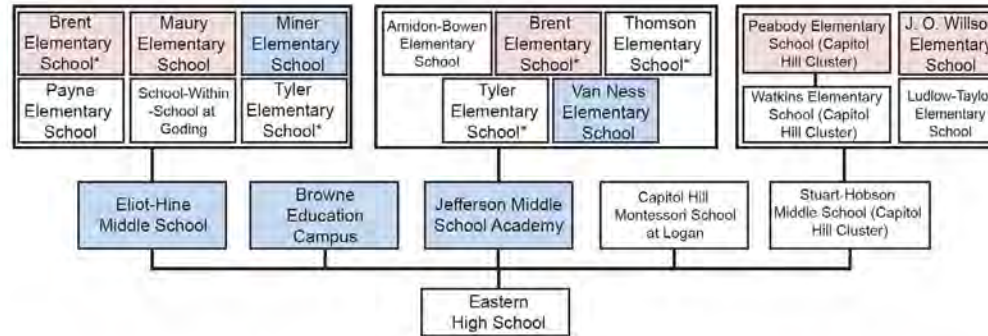 Brent
Elementary
School*
Maury
Elementary
School
Miner
Elementary
School
Payne
Elementary
School
School-Within
-School at
Goding
Tyler
Elementary
School*
Amidon-Bowen
Elementary
School
Brent
Elementary
School*
Thomson
Elementary
School*
Tyler
Elementary
School*
Van Ness
Elementary
School
Peabody Elementary
School (Capitol
Hill Cluster)
J. O. Wilson
Elementary
School
Watkins Elementary
School (Capitol
Hill Cluster)
Ludlow-Taylor
Elementary
School
Eliot-Hine
Middle School
Browne
Education
Campus
Jefferson Middle
School Academy
Capitol Hill
Montessori School
at Logan
Stuart-Hobson
Middle School (Capitol
Hill Cluster)
Eastern
High School